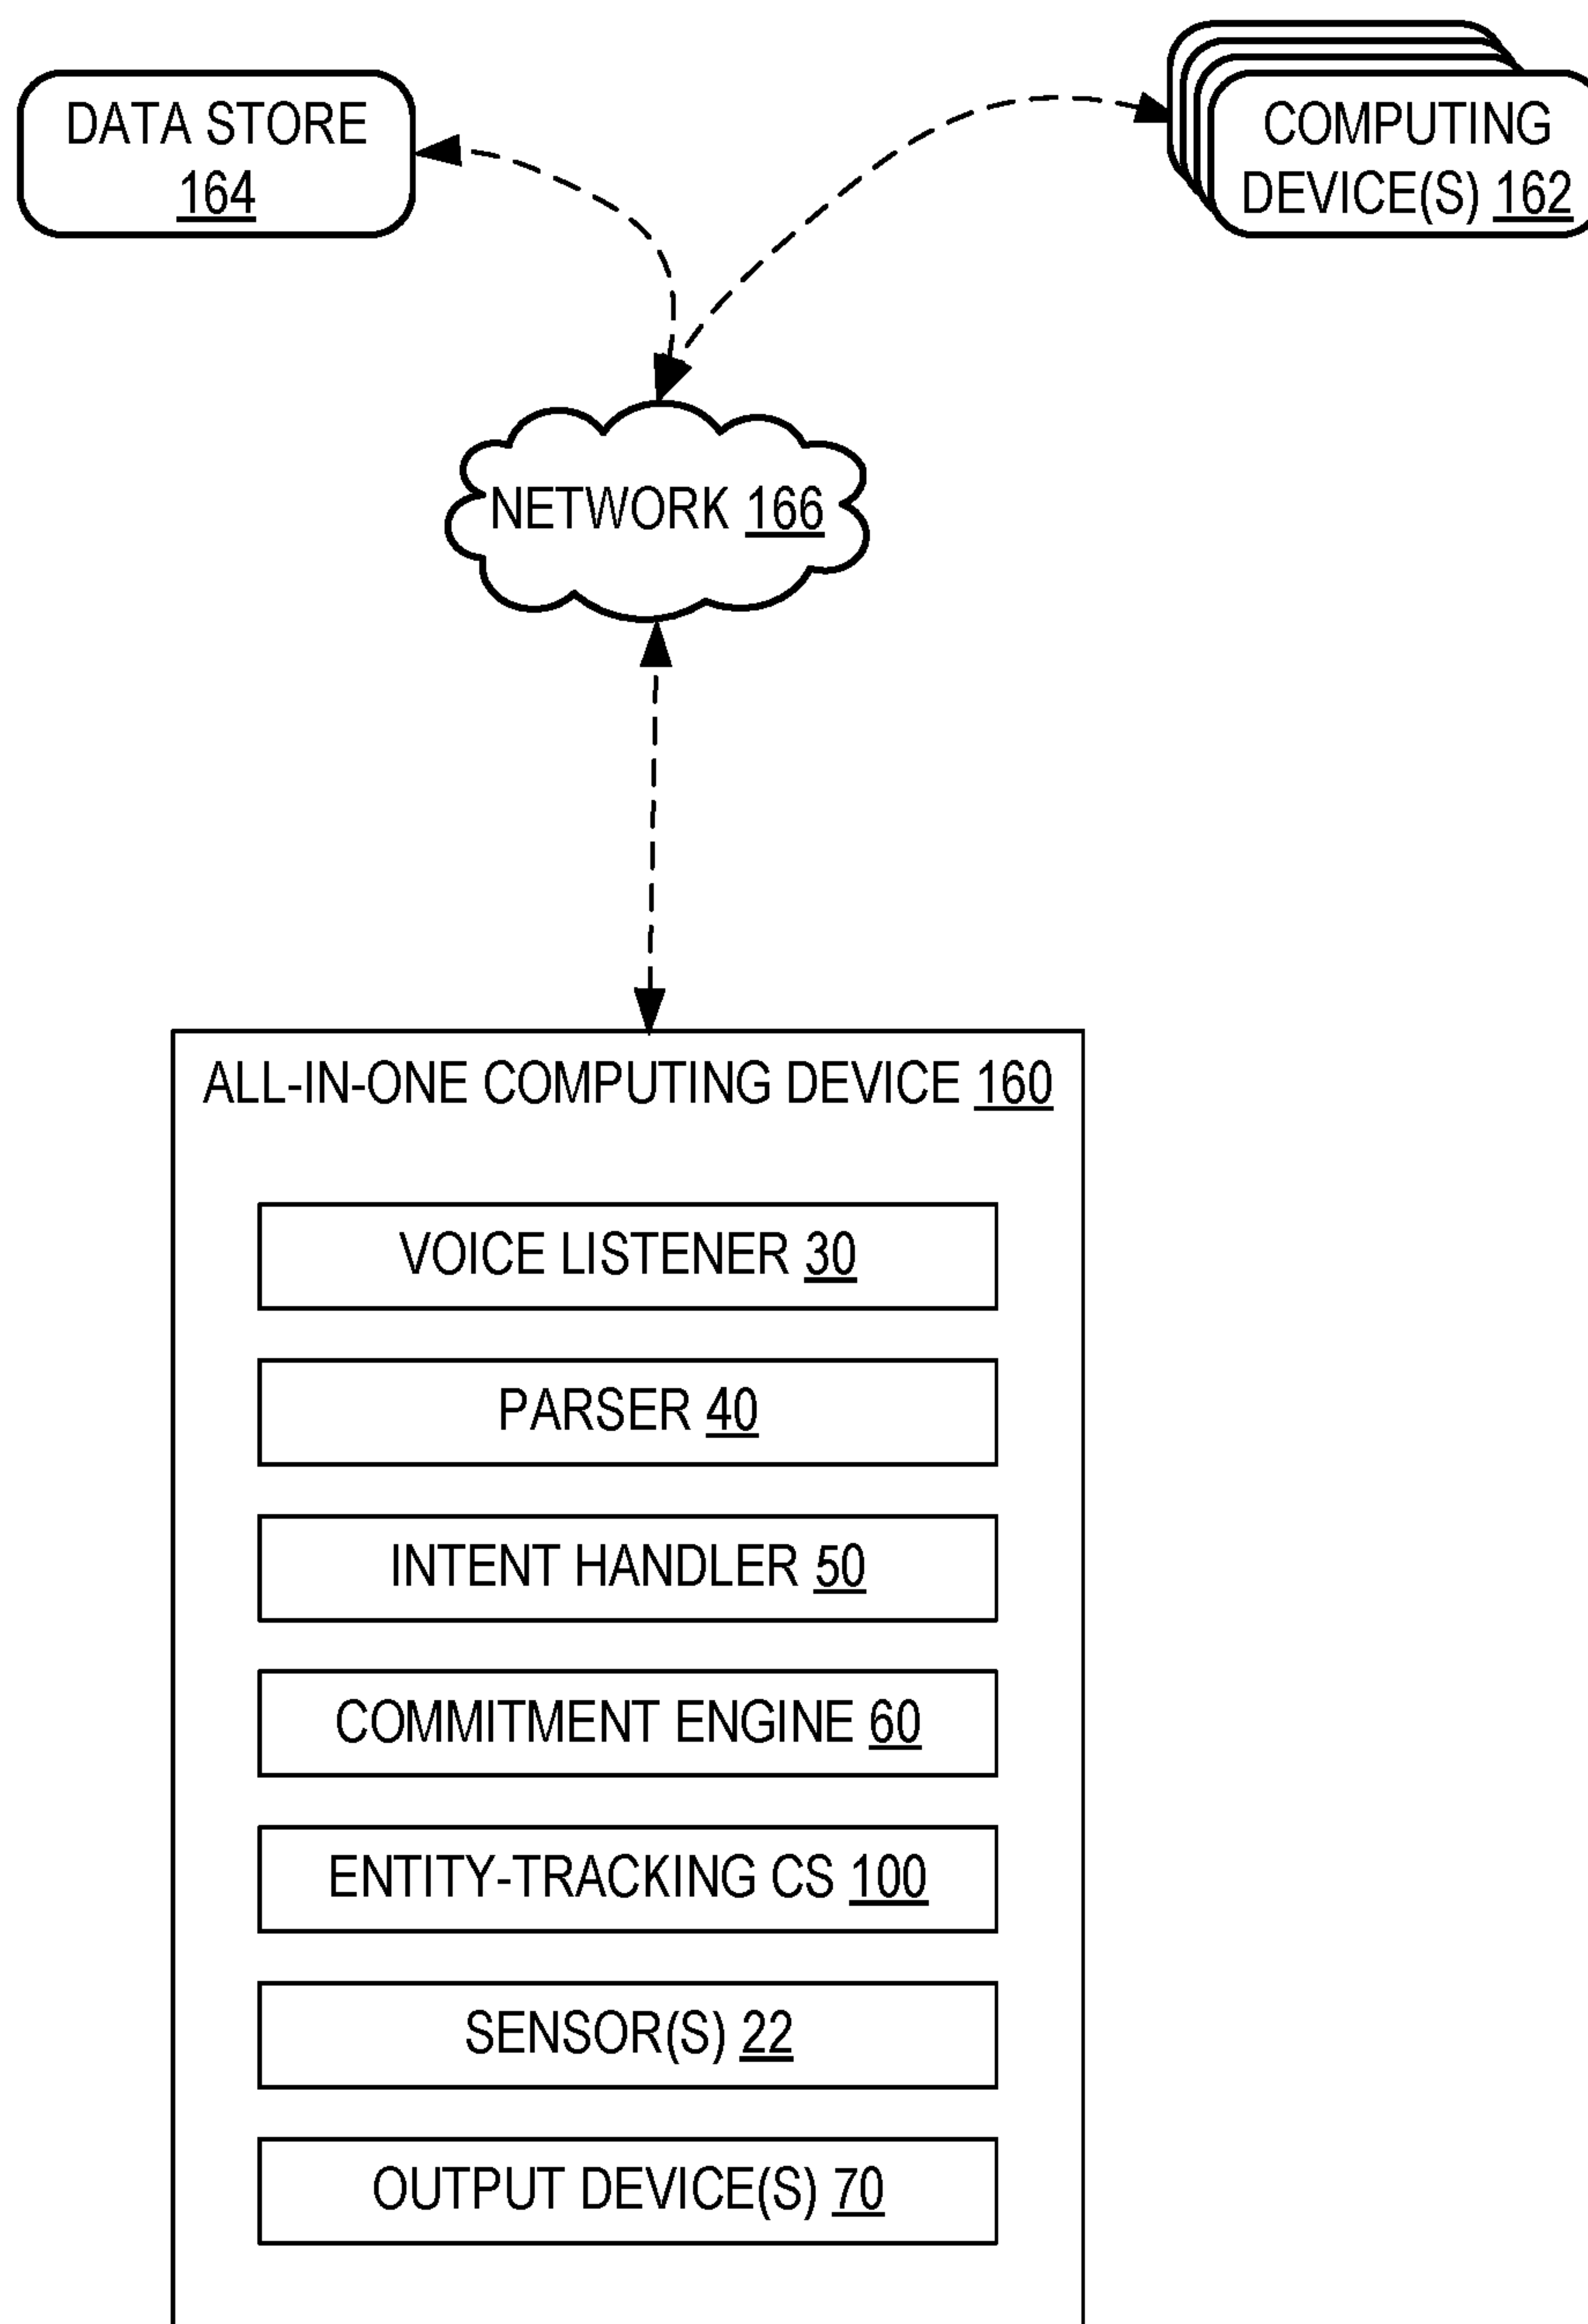 DATA STORE
164
COMPUTING
DEVICE(S) 162
NETWORK 166
ALL-IN-ONE COMPUTING DEVICE 160
VOICE LISTENER 30
PARSER 40
INTENT HANDLER 50
COMMITMENT ENGINE 60
ENTITY-TRACKING CS 100
SENSOR(S) 22
OUTPUT DEVICE(S) 70